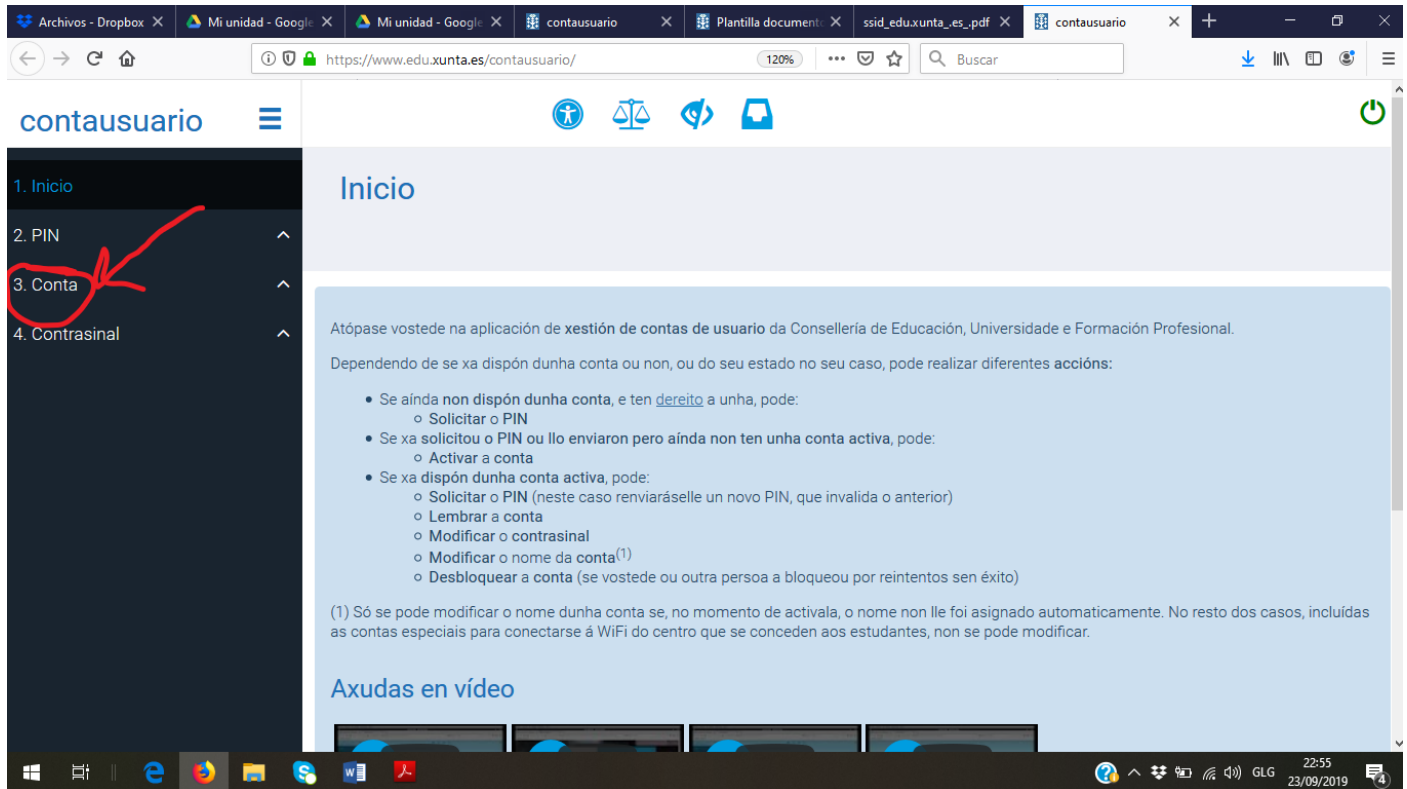 Archivos - Dropbox
Mi unidad - Google
Mi unidad - Google
contausuario
Plantilla documento
ssid_edu.xunta_.es_.pdf
contausuario
https://www.edu.xunta.es/contausuario/
120%
Buscar
contausuario
1. Inicio
2. PIN
3. Conta
4. Contrasinal
Inicio
Atópase vostede na aplicación de xestión de contas de usuario da Consellería de Educación, Universidade e Formación Profesional.
Dependendo de se xa dispón dunha conta ou non, ou do seu estado no seu caso, pode realizar diferentes accións:
• Se aínda non dispón dunha conta, e ten dereito a unha, pode:
○ Solicitar o PIN
• Se xa solicitou o PIN ou llo enviaron pero aínda non ten unha conta activa, pode:
○ Activar a conta
• Se xa dispón dunha conta activa, pode:
○ Solicitar o PIN (neste caso renviaráselle un novo PIN, que invalida o anterior)
○ Lembrar a conta
○ Modificar o contrasinal
○ Modificar o nome da conta(1)
○ Desbloquear a conta (se vostede ou outra persoa a bloqueou por reintentos sen éxito)
(1) Só se pode modificar o nome dunha conta se, no momento de activala, o nome non lle foi asignado automaticamente. No resto dos casos, incluídas
as contas especiais para conectarse á WiFi do centro que se conceden aos estudantes, non se pode modificar.
Axudas en vídeo
GLG
22:55
23/09/2019
4